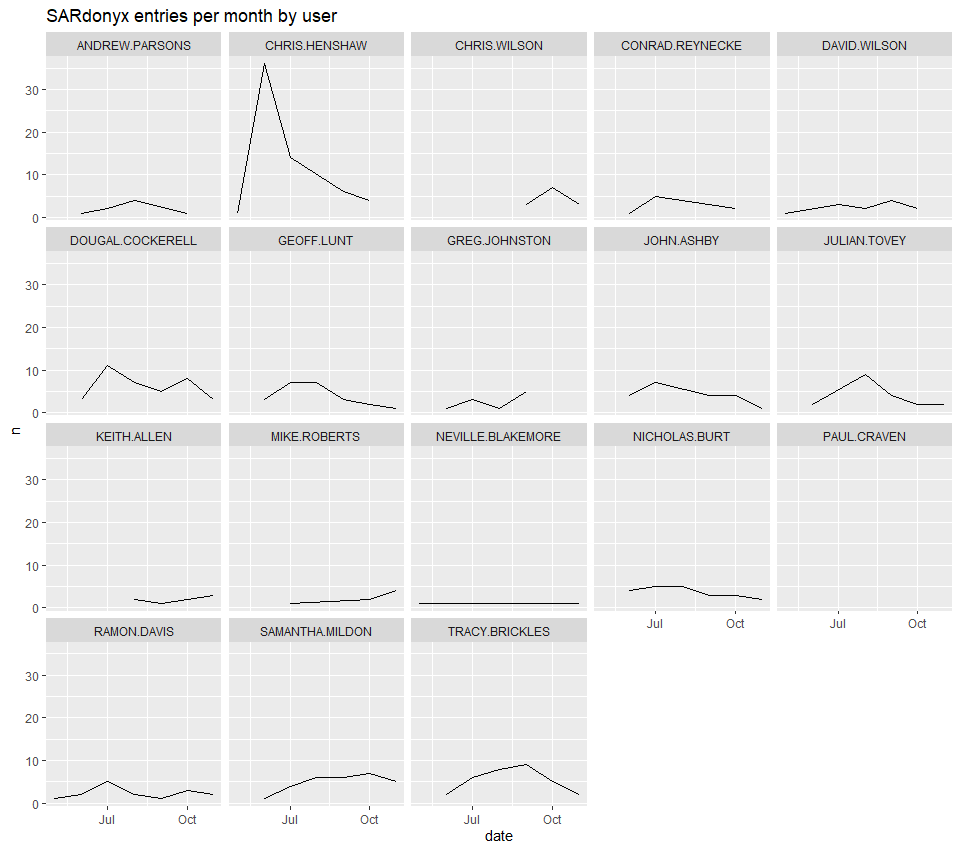 SARdonyx entries per month by user
ANDREW.PARSONS CHRIS.HENSHAW CHRIS.WILSON CONRAD.REYNECKE DAVID.WILSON
30
20
10
0
DOUGAL.COCKERELL GEOFF.LUNT GREG.JOHNSTON JOHN.ASHBY JULIAN.TOVEY
30
20
10
0
n
KEITH.ALLEN MIKE.ROBERTS NEVILLE.BLAKEMORE NICHOLAS.BURT PAUL.CRAVEN
30
20
10
0
Jul Oct Jul Oct
RAMON.DAVIS SAMANTHA.MILDON TRACY.BRICKLES
30
20
10
0
Jul Oct Jul Oct Jul Oct
date